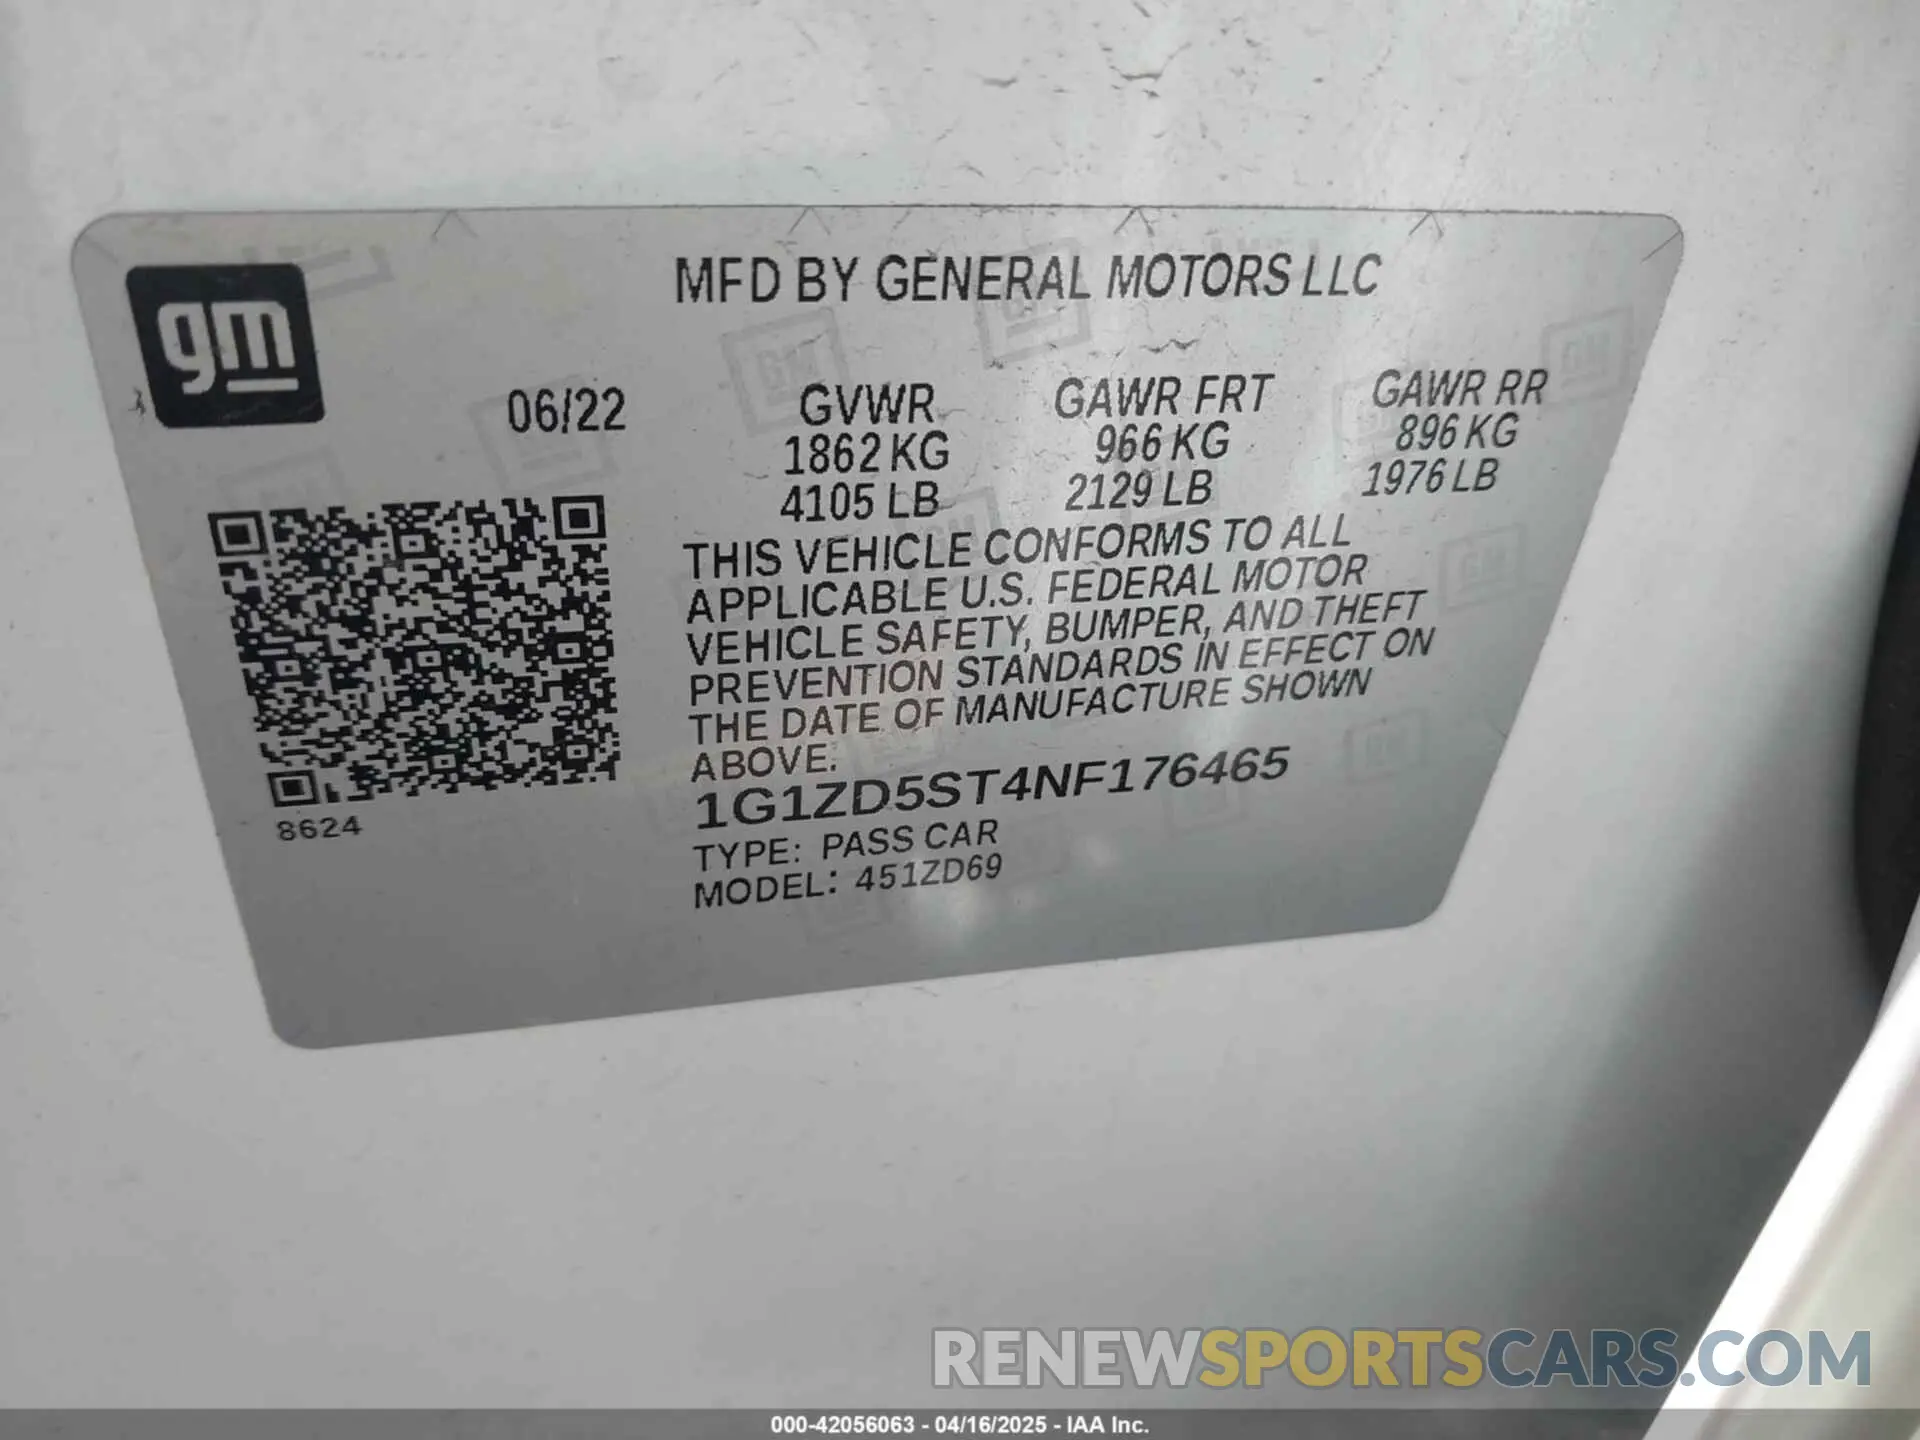 MFD BY GENERAL MOTORS LLC
gm
06/22 GVWR GAWR FRT GAWR RR
1862 KG 966 KG 896 KG
4105 LB 2129 LB 1976 LB
THIS VEHICLE CONFORMS TO ALL
APPLICABLE U.S. FEDERAL MOTOR
VEHICLE SAFETY, BUMPER, AND THEFT
PREVENTION STANDARDS IN EFFECT ON
THE DATE OF MANUFACTURE SHOWN
ABOVE.
1G1ZD5ST4NF176465
8624
TYPE: PASS CAR
MODEL: 451ZD69
RENEWSPORTSCARS.COM
000-42056063 - 04/16/2025 - IAA Inc.